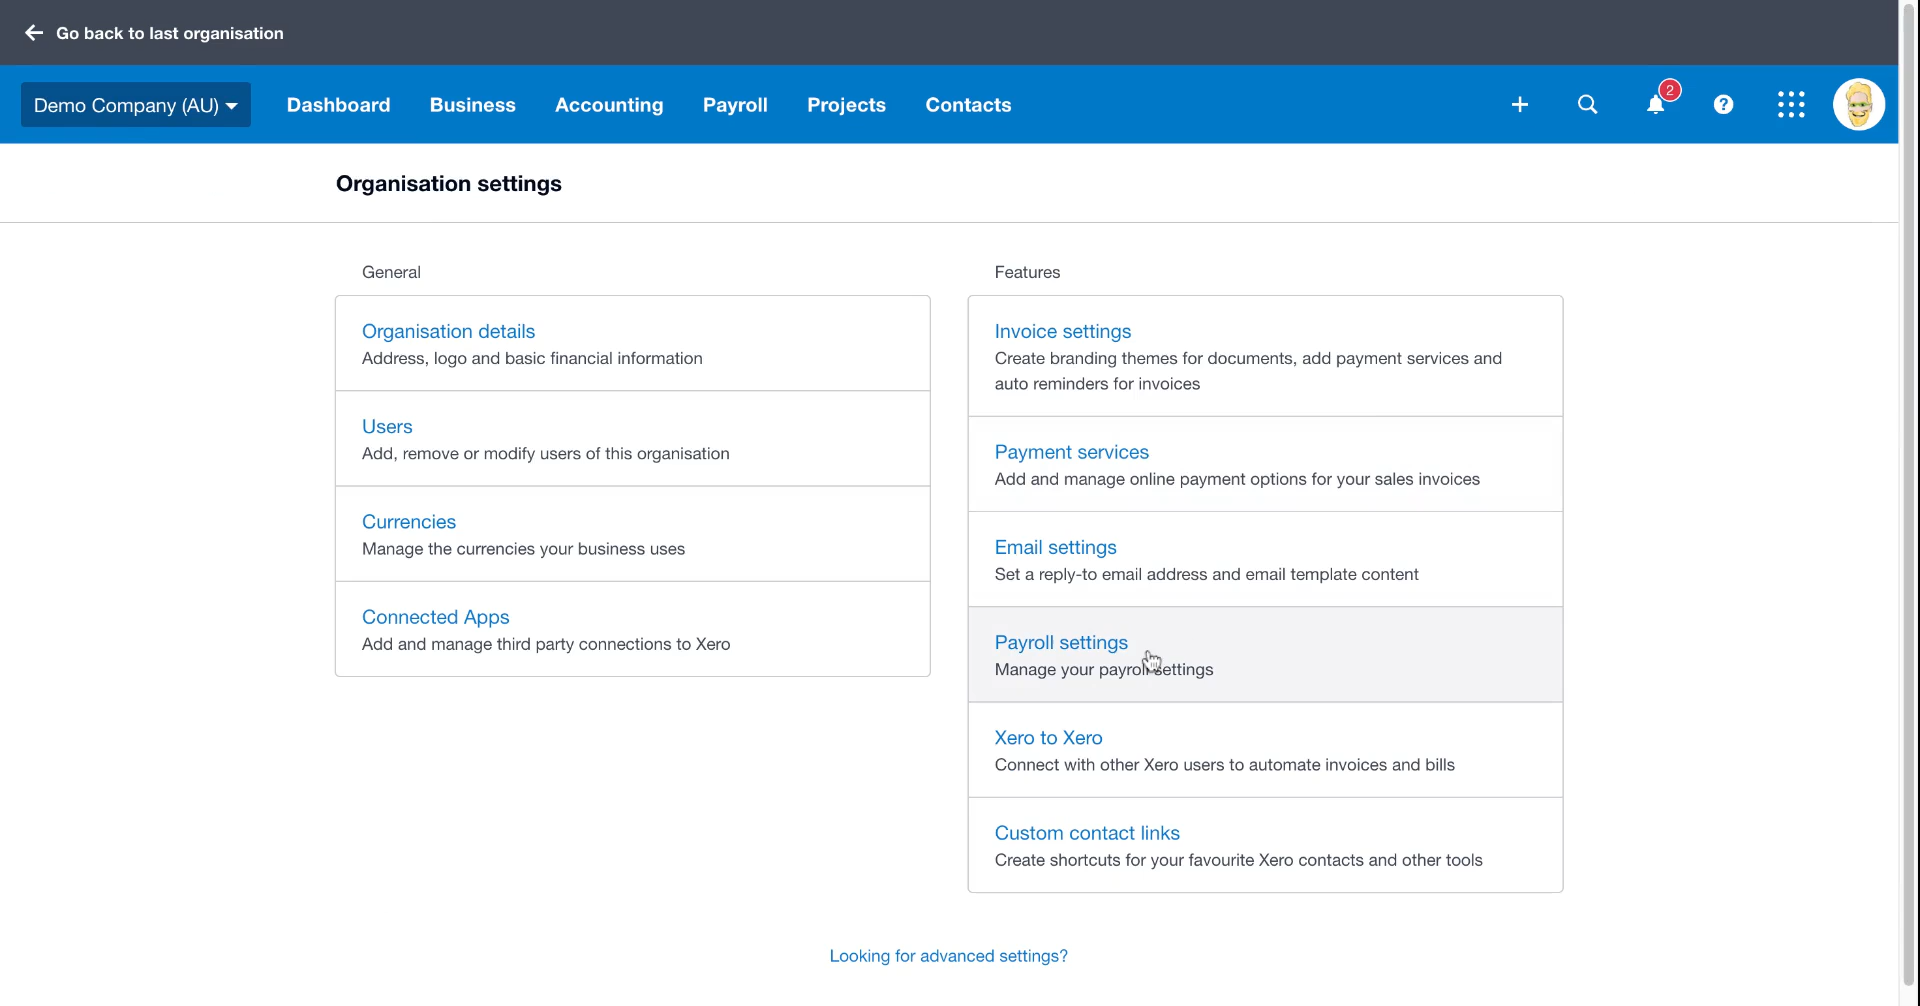 Go back to last organisation
Demo Company (AU)
Dashboard
Business
Accounting
Payroll
Projects
Contacts
2
?
Organisation settings
General
Organisation details
Address, logo and basic financial information
Users
Add, remove or modify users of this organisation
Currencies
Manage the currencies your business uses
Connected Apps
Add and manage third party connections to Xero
Features
Invoice settings
Create branding themes for documents, add payment services and
auto reminders for invoices
Payment services
Add and manage online payment options for your sales invoices
Email settings
Set a reply-to email address and email template content
Payroll settings
Manage your payroll settings
Xero to Xero
Connect with other Xero users to automate invoices and bills
Custom contact links
Create shortcuts for your favourite Xero contacts and other tools
Looking for advanced settings?